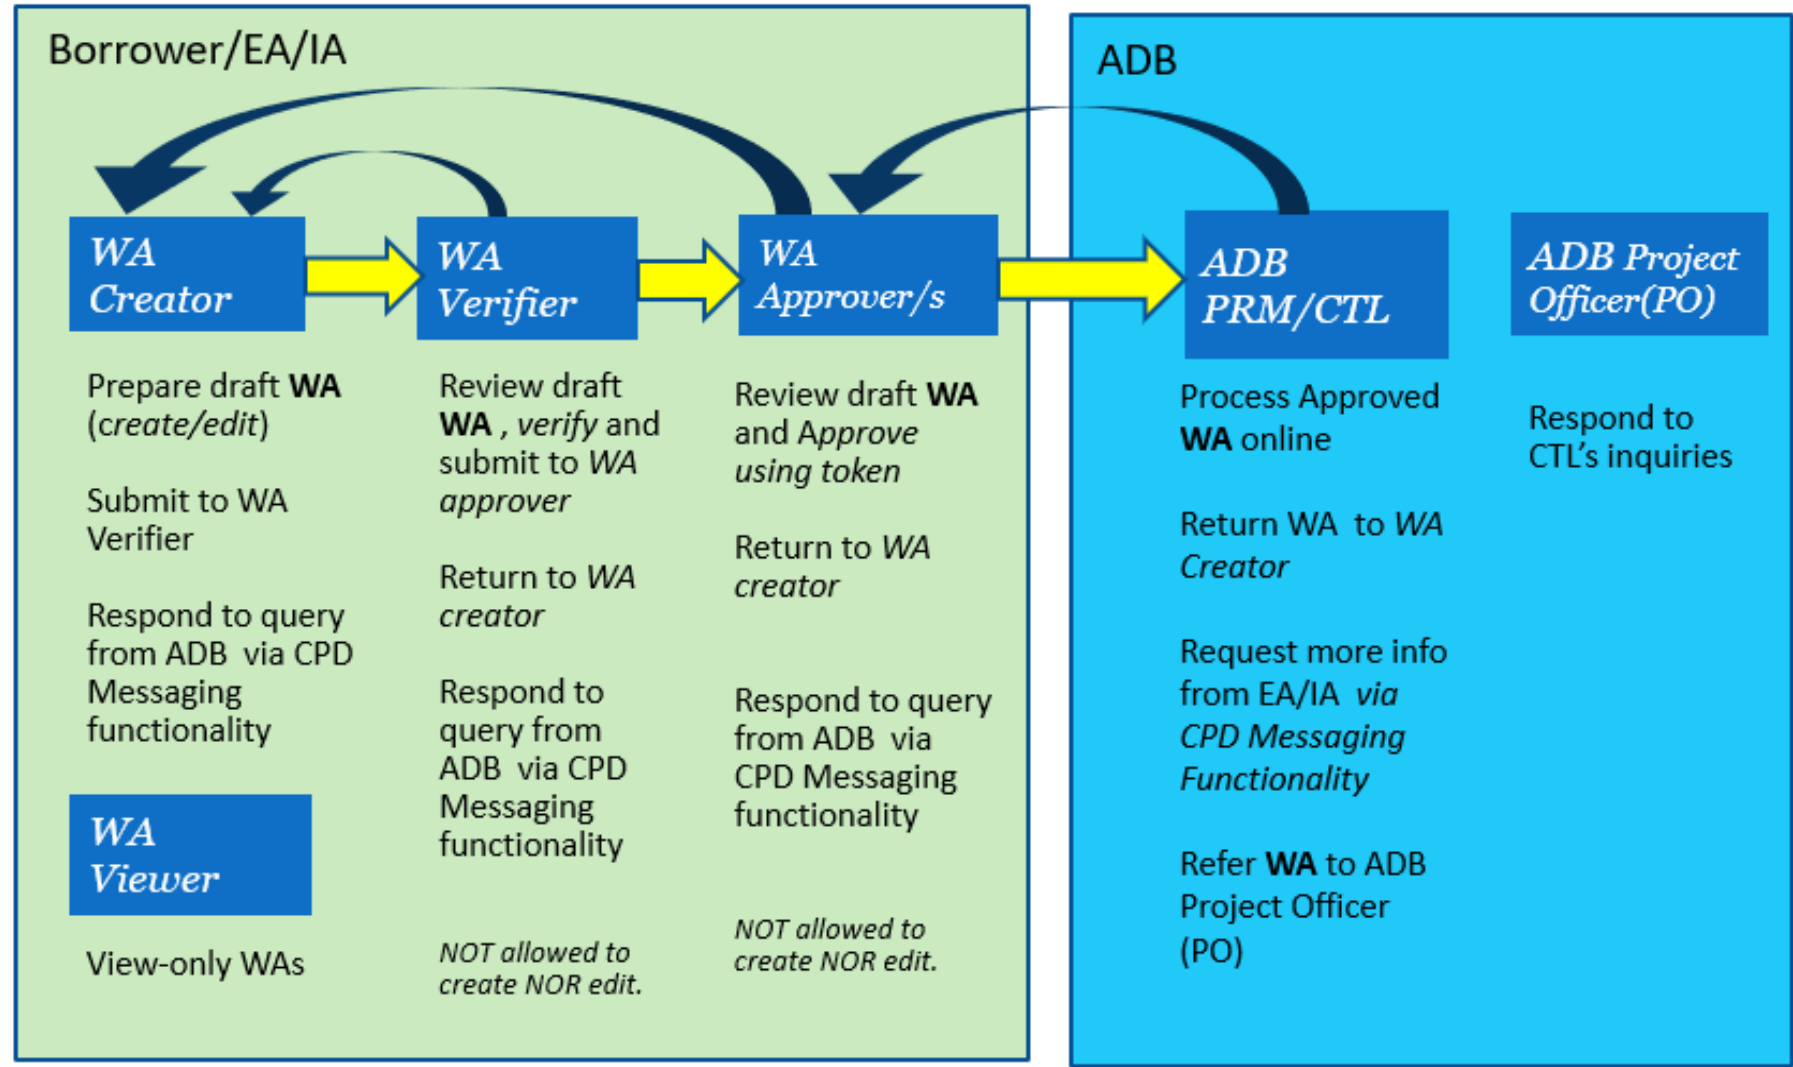 Borrower/EA/IA
WA
Creator
Prepare draft WA
(create/edit)
Submit to WA
Verifier
Respond to query
from ADB via CPD
Messaging
functionality
WA
Viewer
View-only WAs
WA
Verifier
Review draft
WA , verify and
submit to WA
approver
Return to WA
creator
Respond to
query from
ADB via CPD
Messaging
functionality
NOT allowed to
create NOR edit.
WA
Approver/s
Review draft WA
and Approve
using token
Return to WA
creator
Respond to query
from ADB via
CPD Messaging
functionality
NOT allowed to
create NOR edit.
ADB
ADB
PRM/CTL
Process Approved
WA online
Return WA to WA
Creator
Request more info
from EA/IA via
CPD Messaging
Functionality
Refer WA to ADB
Project Officer
(PO)
ADB Project
Officer(PO)
Respond to
CTL's inquiries